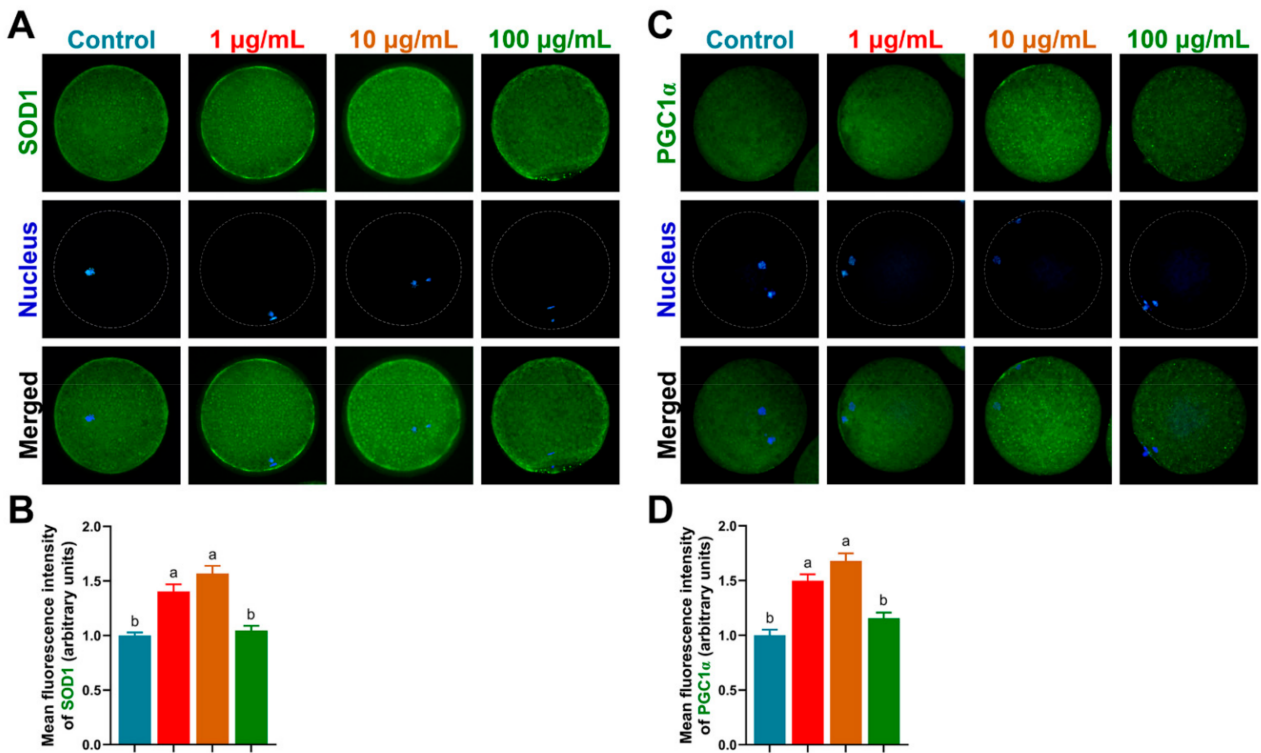 A
Control 1 µg/mL 10 µg/mL 100 µg/mL
SOD1
Nucleus
Merged
B
Mean fluorescence intensity
of SOD1 (arbitrary units)
2.0
1.5
1.0
0.5
0.0
b
a
a
b
C
Control 1 µg/mL 10 µg/mL 100 µg/mL
PGC1α
Nucleus
Merged
D
Mean fluorescence intensity
of PGC1α (arbitrary units)
2.0
1.5
1.0
0.5
0.0
b
a
a
b